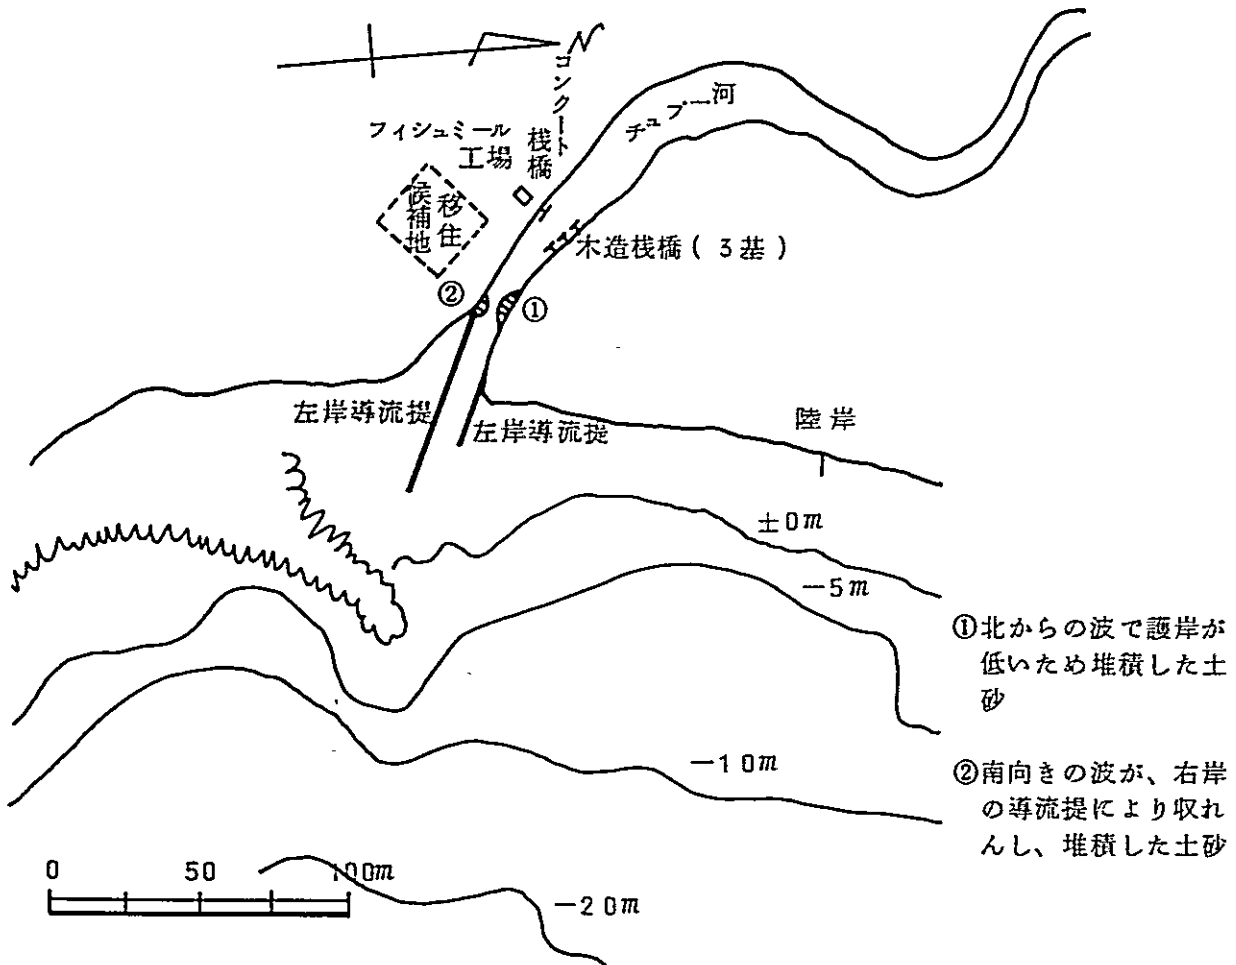 N
コンクート
桟橋
フィシュミール
工場
チュブー河
移住
候補地
木造桟橋(3基)
②
①
左岸導流提
左岸導流提
陸岸
±0m
−5m
①北からの波で護岸が
低いため堆積した土
砂
−10m
②南向きの波が、右岸
の導流提により収れ
んし、堆積した土砂
0 50 100m
−20m